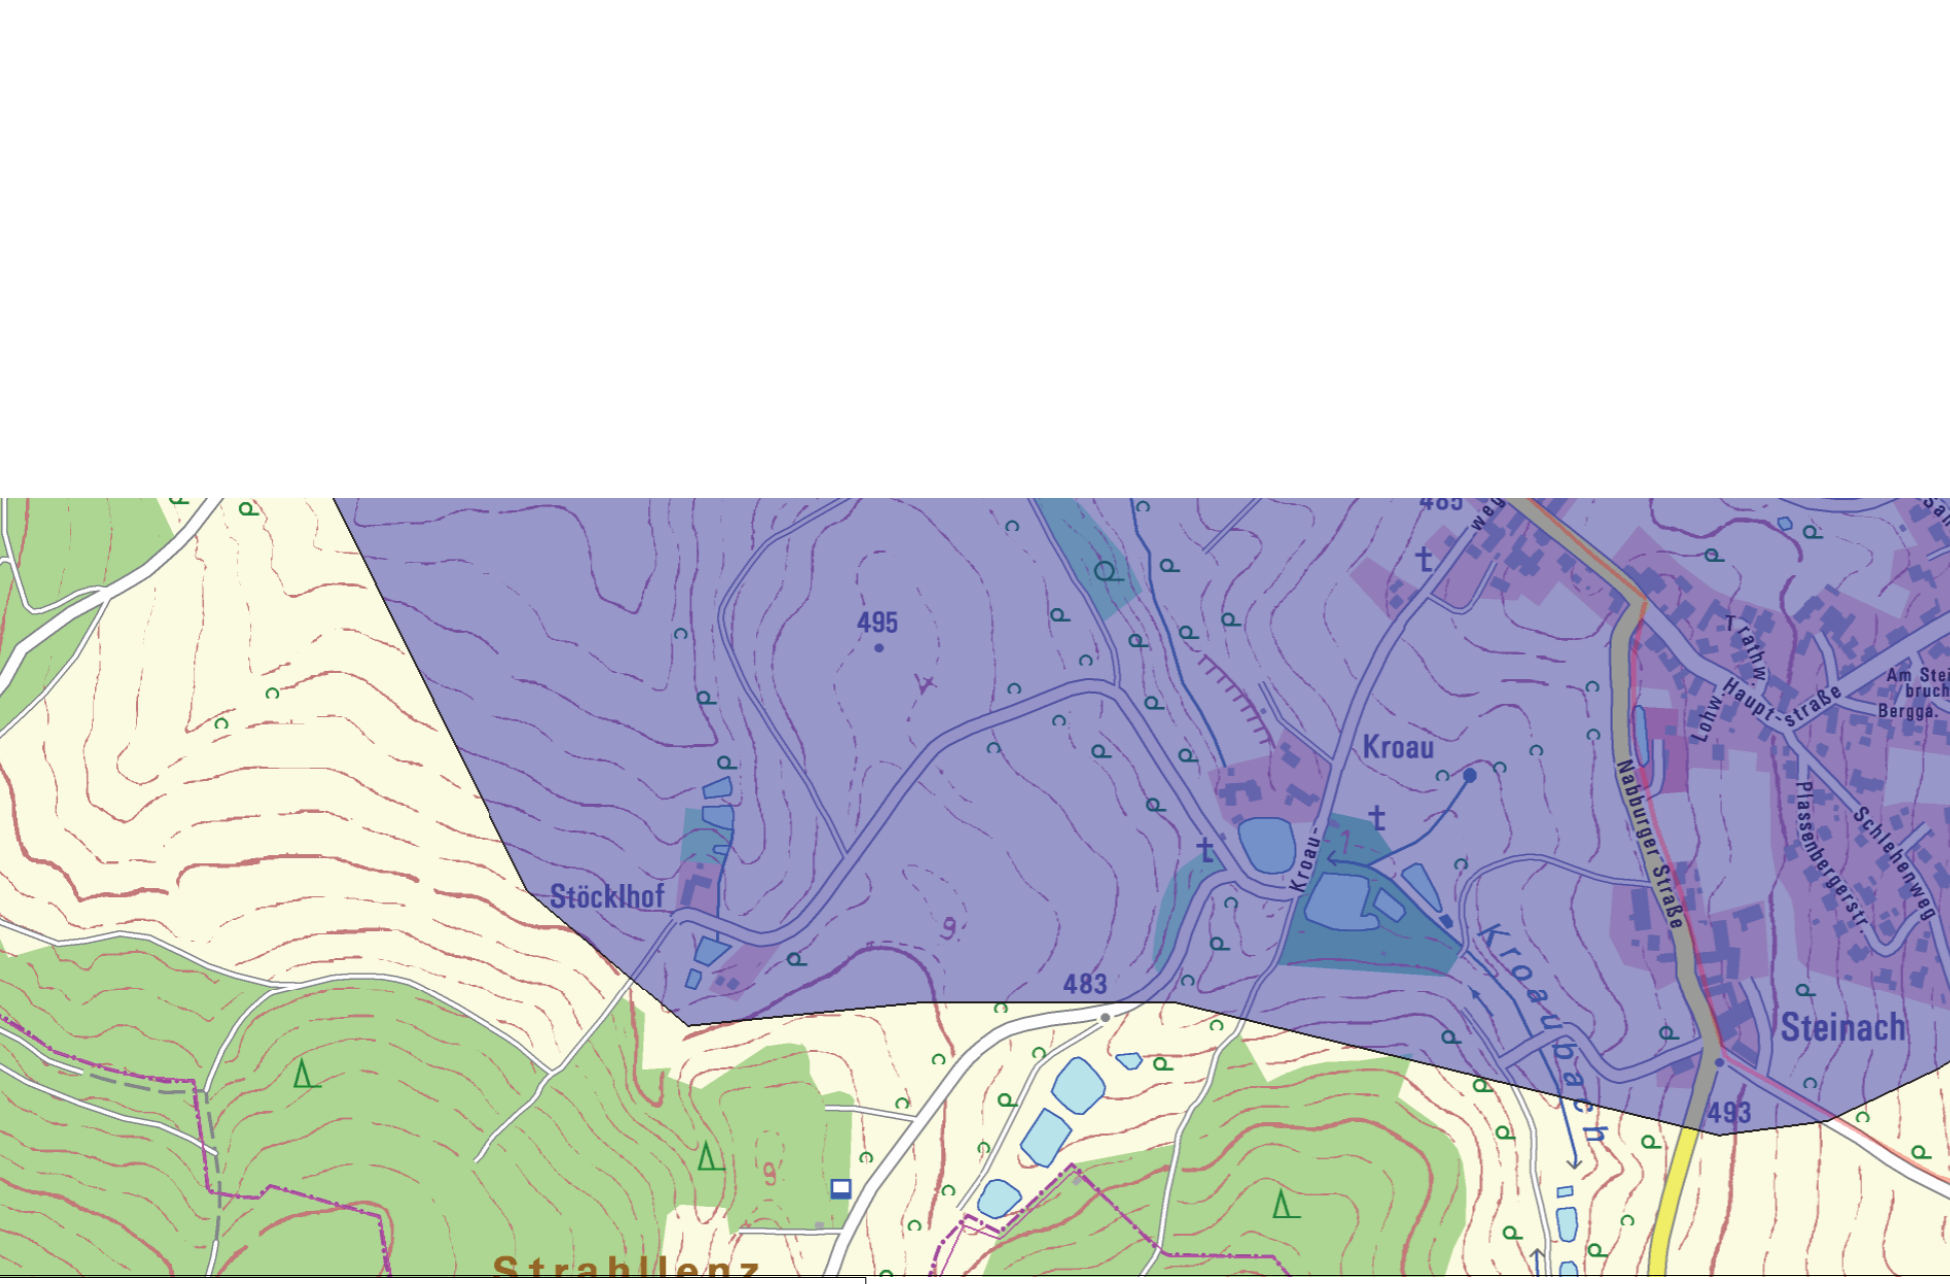 485
weg
495
Trathw.
Am Stei
bruch
Haupt-straße
Lohw.
Bergga.
Kroau
Nabburger Straße
Plassenbergerstr.
Schlehenweg
Kroau-
Stöcklhof
Kroaubach
483
Steinach
493
Strahllenz